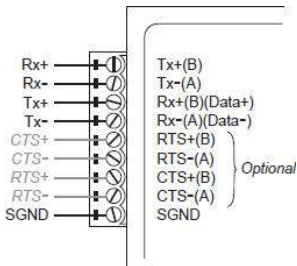 Rx+ Tx+(B)
Rx- Tx-(A)
Tx+ Rx+(B)(Data+)
Tx- Rx-(A)(Data-)
CTS+ RTS+(B)
CTS- RTS-(A)
RTS+ CTS+(B)
RTS- CTS-(A)
Optional
SGND SGND